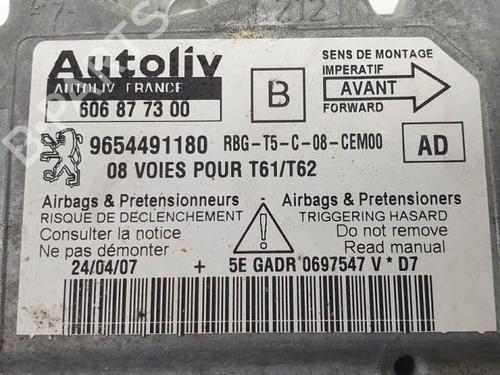 212
Autoliv
AUTOLIV FRANCE
606 87 73 00
B
SENS DE MONTAGE
IMPERATIF
AVANT
FORWARD
9654491180 RBG-T5-C-08-CEM00
AD
08 VOIES POUR T61/T62
Airbags & Pretensionneurs
RISQUE DE DECLENCHEMENT
Consulter la notice
Ne pas démonter
Airbags & Pretensioners
TRIGGERING HASARD
Do not remove
Read manual
24/04/07 + 5E GADR 0697547 V * D7